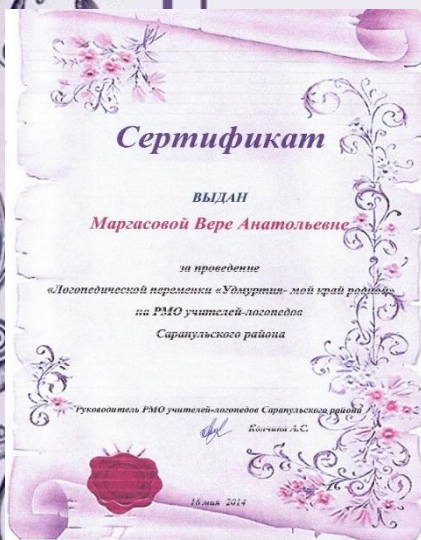 Сертификат
ВЫДАН
Маргасовой Вере Анатольевне
за проведение
«Логопедической переменки «Удмуртия- мой край родной»
на РМО учителей-логопедов
Сарапульского района
Руководитель РМО учителей-логопедов Сарапульского района
Колчина А.С.
16 мая 2014